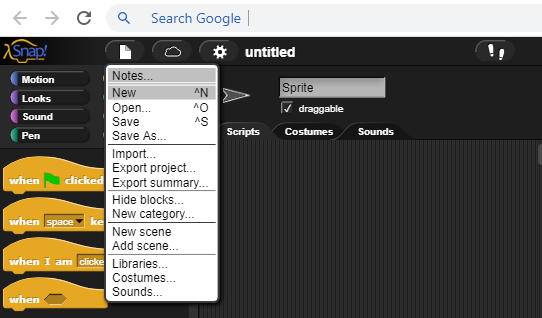 Search Google
Snap!
untitled
Motion
Looks
Sound
Pen
Notes...
New ^N
Open... ^O
Save ^S
Save As...
Import...
Export project...
Export summary...
Hide blocks...
New category...
New scene
Add scene...
Libraries...
Costumes...
Sounds...
Sprite
draggable
Scripts Costumes Sounds
when clicked
when space ke
when I am clicke
when